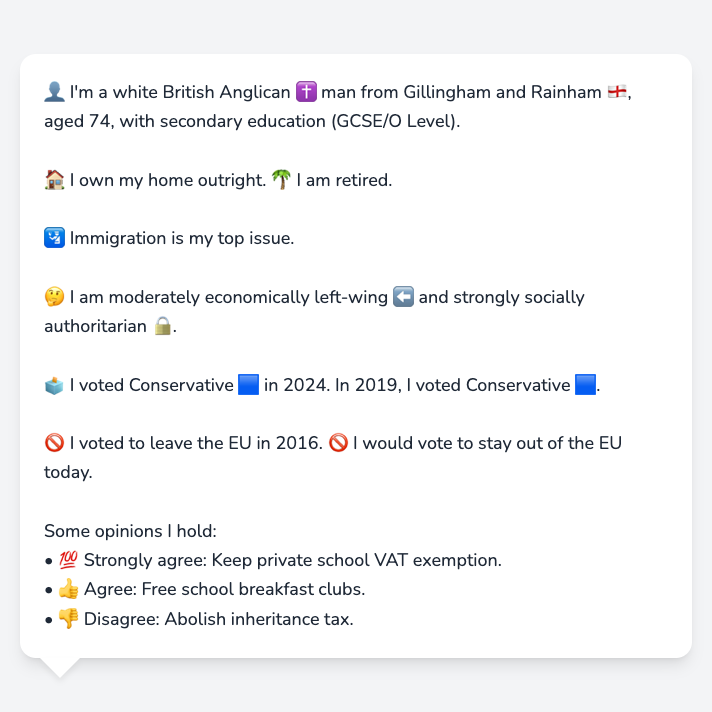 👤 I'm a white British Anglican ✝️ man from Gillingham and Rainham 🏴󠁧󠁢󠁥󠁮󠁧󠁿,
aged 74, with secondary education (GCSE/O Level).
🏠 I own my home outright. 🌴 I am retired.
🛂 Immigration is my top issue.
🤔 I am moderately economically left-wing ⬅️ and strongly socially
authoritarian 🔒.
🗳️ I voted Conservative 🟦 in 2024. In 2019, I voted Conservative 🟦.
🚫 I voted to leave the EU in 2016. 🚫 I would vote to stay out of the EU
today.
Some opinions I hold:
• 💯 Strongly agree: Keep private school VAT exemption.
• 👍 Agree: Free school breakfast clubs.
• 👎 Disagree: Abolish inheritance tax.